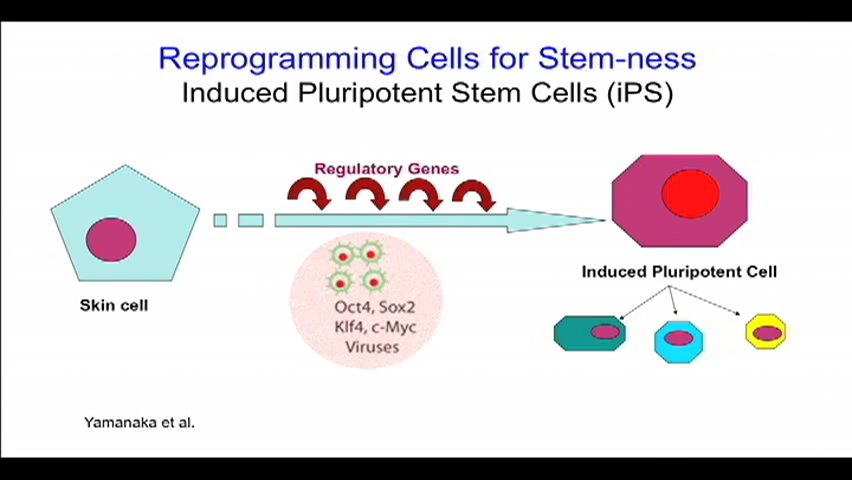 Reprogramming Cells for Stem-ness
Induced Pluripotent Stem Cells (iPS)
Regulatory Genes
Skin cell
Oct4, Sox2
Klf4, c-Myc
Viruses
Induced Pluripotent Cell
Yamanaka et al.